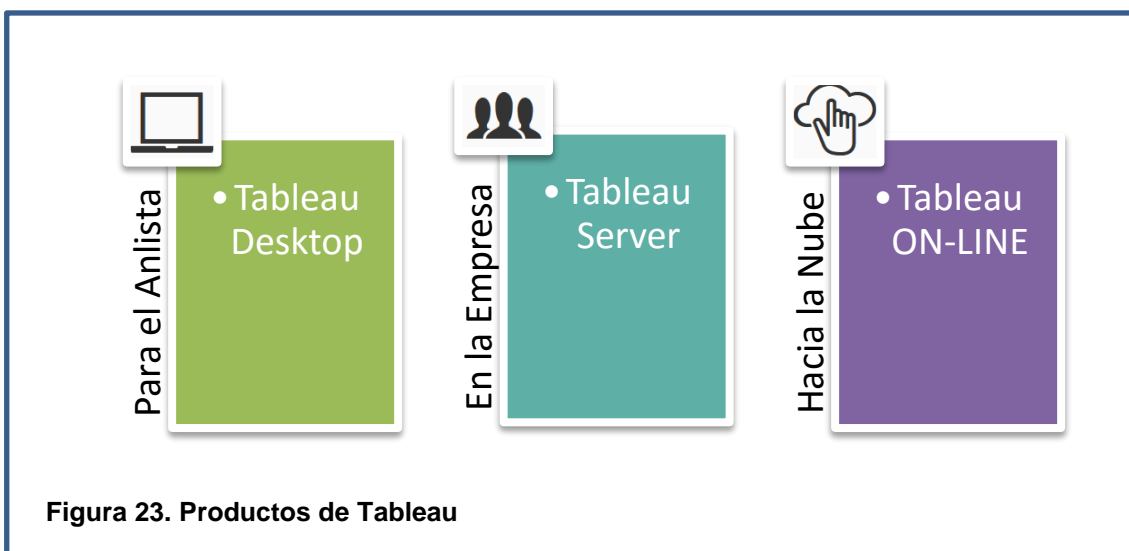 Para el Anlista
• Tableau
Desktop
En la Empresa
• Tableau
Server
Hacia la Nube
• Tableau
ON-LINE
Figura 23. Productos de Tableau